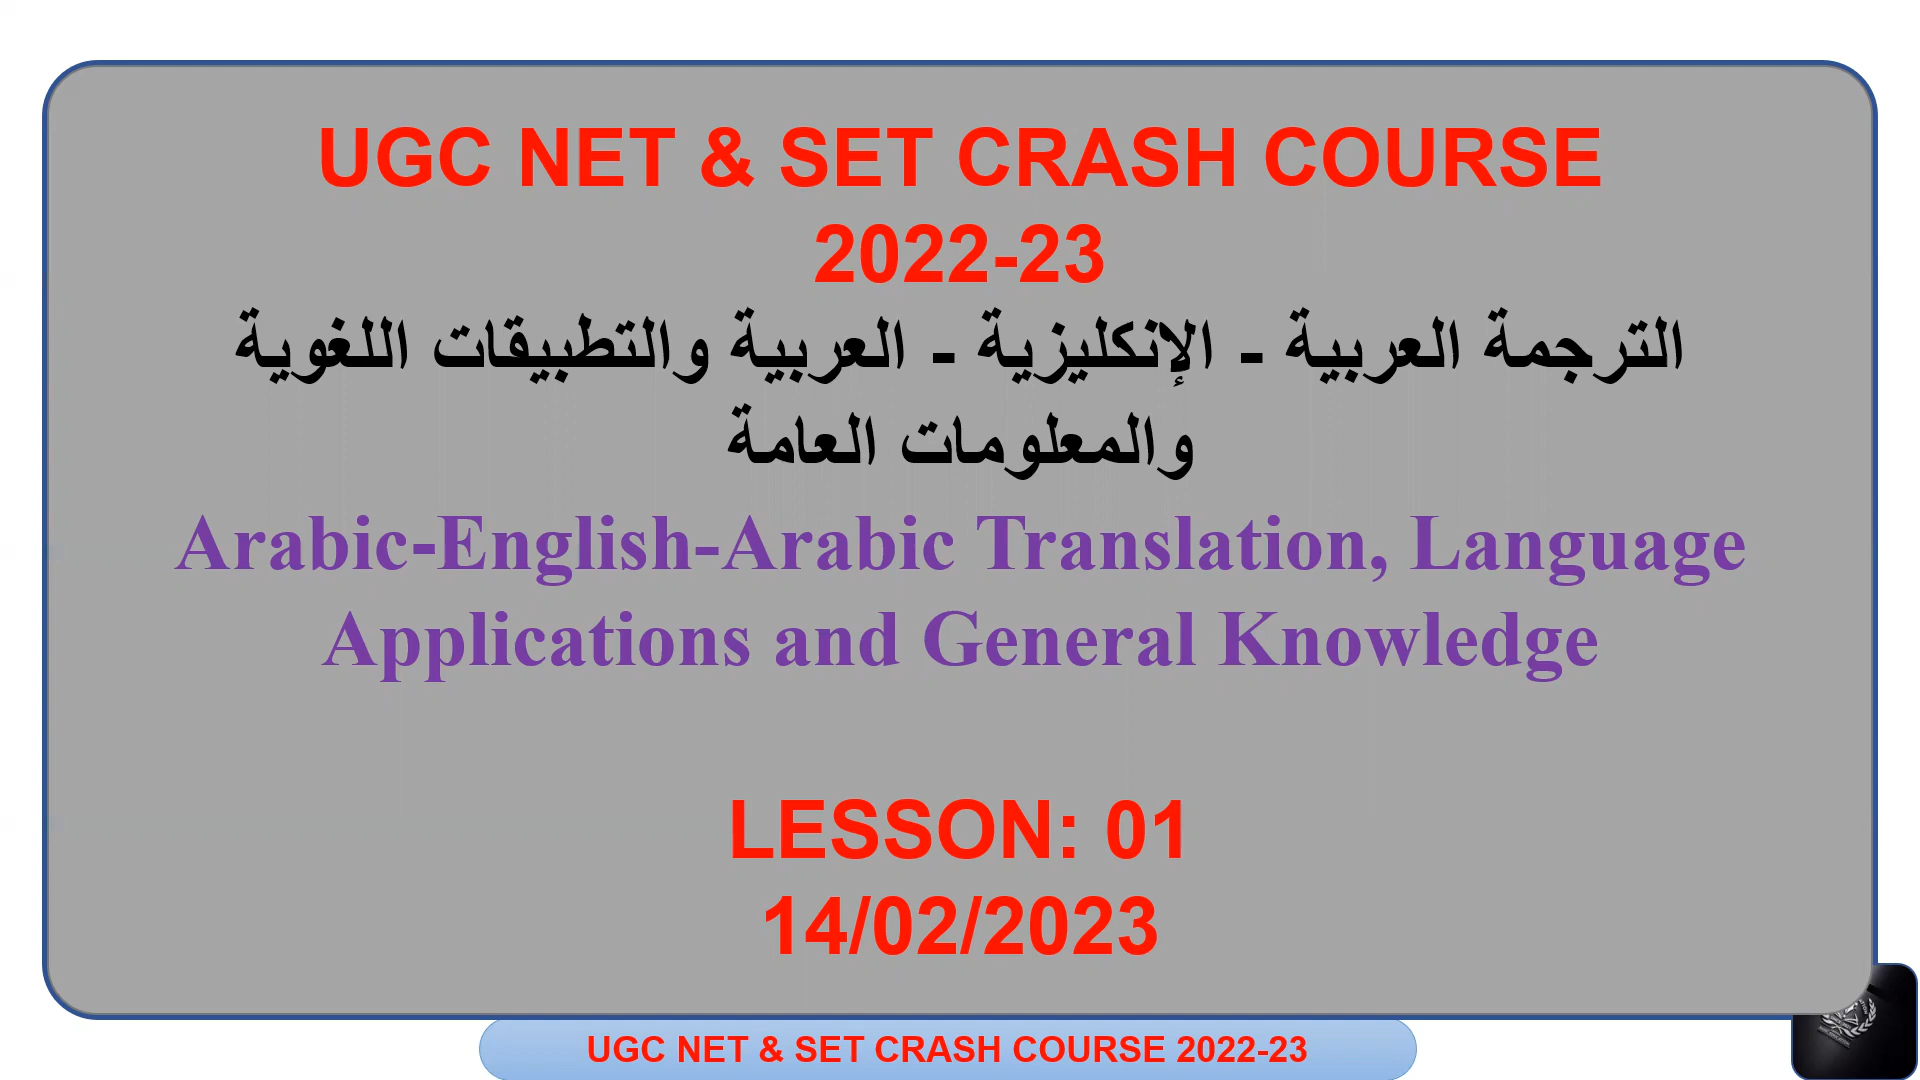 UGC NET & SET CRASH COURSE
2022-23
الترجمة العربية - الإنكليزية - العربية والتطبيقات اللغوية
والمعلومات العامة
Arabic-English-Arabic Translation, Language
Applications and General Knowledge
LESSON: 01
14/02/2023
UGC NET & SET CRASH COURSE 2022-23